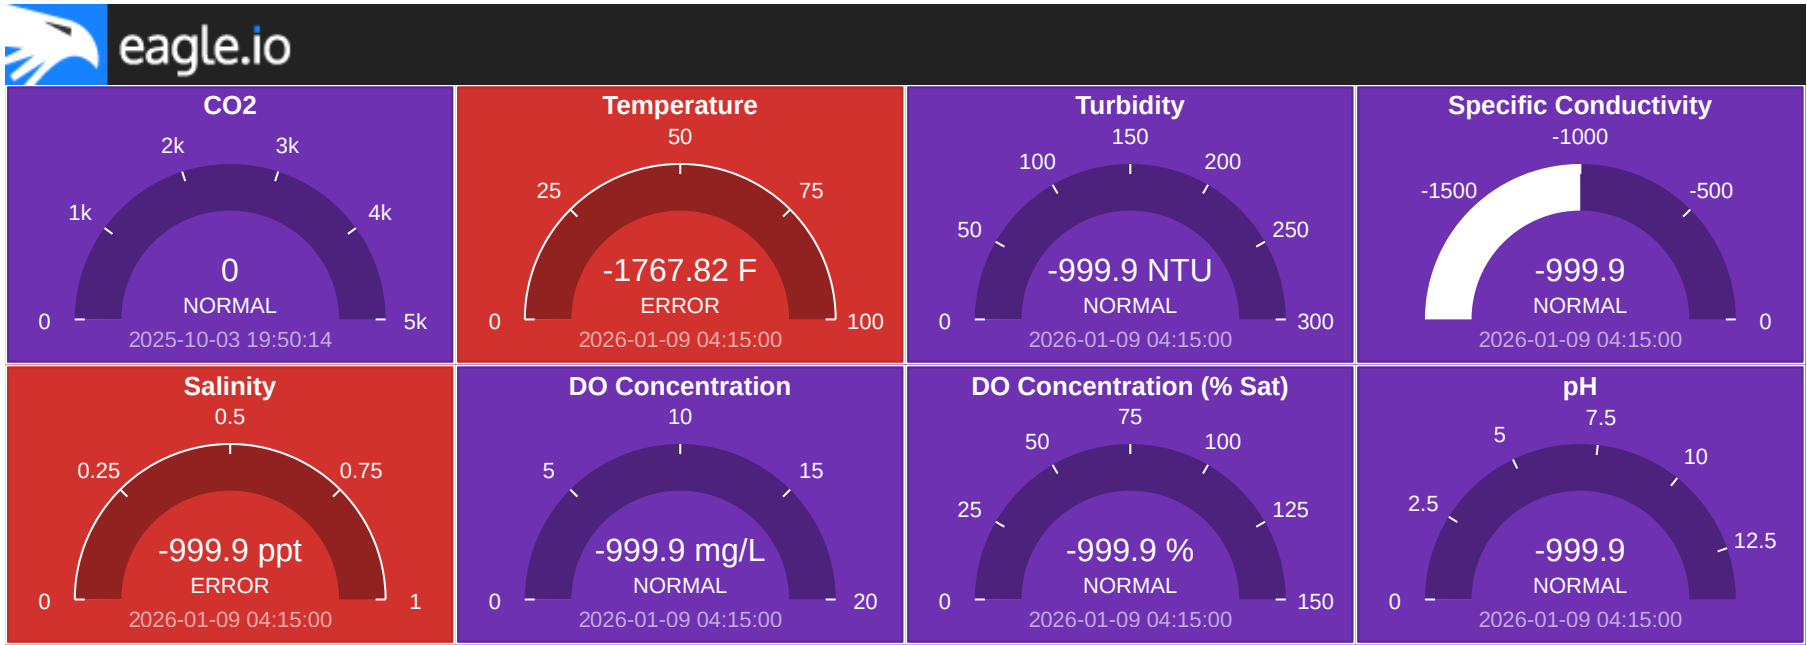 eagle.io
CO2
2k 3k
1k 4k
0 5k
0
NORMAL
2025-10-03 19:50:14
Temperature
50
25 75
0 100
-1767.82 F
ERROR
2026-01-09 04:15:00
Turbidity
150
100 200
50 250
0 300
-999.9 NTU
NORMAL
2026-01-09 04:15:00
Specific Conductivity
-1000
-1500 -500
0
-999.9
NORMAL
2026-01-09 04:15:00
Salinity
0.5
0.25 0.75
0 1
-999.9 ppt
ERROR
2026-01-09 04:15:00
DO Concentration
10
5 15
0 20
-999.9 mg/L
NORMAL
2026-01-09 04:15:00
DO Concentration (% Sat)
75
50 100
25 125
0 150
-999.9 %
NORMAL
2026-01-09 04:15:00
pH
7.5
5 10
2.5 12.5
0
-999.9
NORMAL
2026-01-09 04:15:00